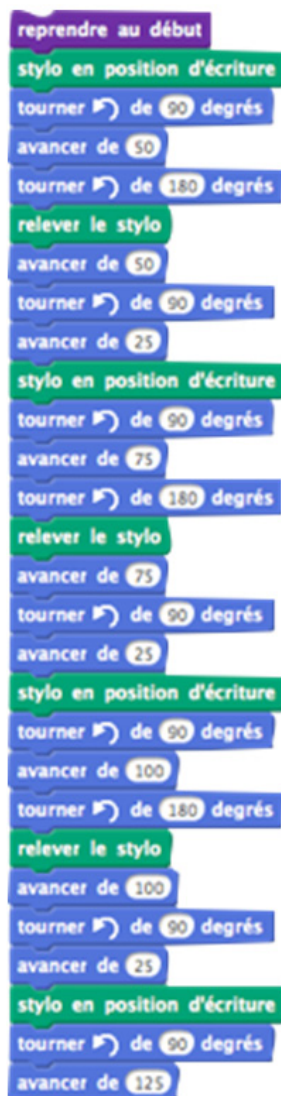 reprendre au début
stylo en position d'écriture
tourner de 90 degrés
avancer de 50
tourner de 180 degrés
relever le stylo
avancer de 50
tourner de 90 degrés
avancer de 25
stylo en position d'écriture
tourner de 90 degrés
avancer de 75
tourner de 180 degrés
relever le stylo
avancer de 75
tourner de 90 degrés
avancer de 25
stylo en position d'écriture
tourner de 90 degrés
avancer de 100
tourner de 180 degrés
relever le stylo
avancer de 100
tourner de 90 degrés
avancer de 25
stylo en position d'écriture
tourner de 90 degrés
avancer de 125